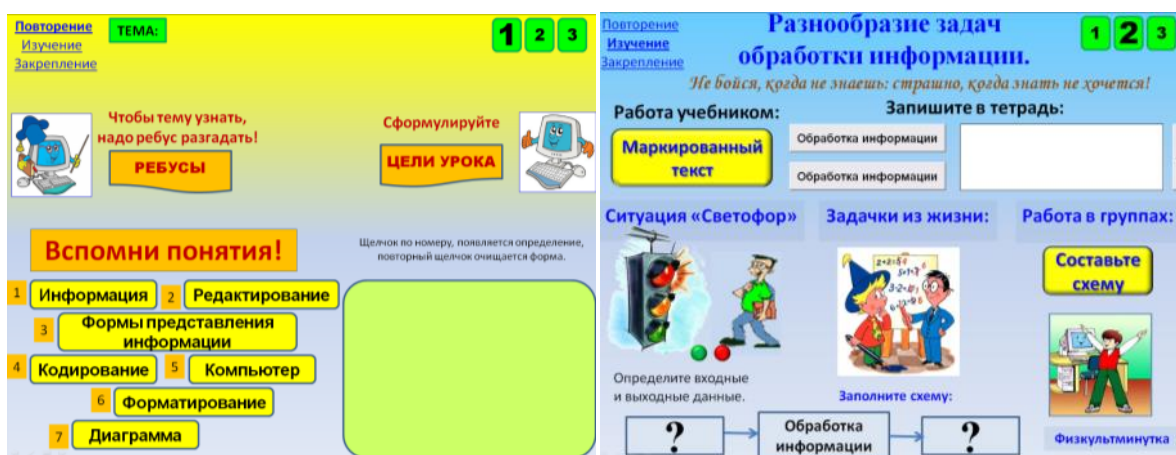 Повторение
Изучение
Закрепление
ТЕМА:
1 2 3
Чтобы тему узнать,
надо ребус разгадать!
РЕБУСЫ
Сформулируйте
ЦЕЛИ УРОКА
Вспомни понятия!
Щелчок по номеру, появляется определение,
повторный щелчок очищается форма.
1 Информация 2 Редактирование
3 Формы представления
информации
4 Кодирование 5 Компьютер
6 Форматирование
7 Диаграмма
Повторение
Изучение
Закрепление
Разнообразие задач
обработки информации.
1 2 3
Не бойся, когда не знаешь: страшно, когда знать не хочется!
Работа учебником:
Маркированный
текст
Запишите в тетрадь:
Обработка информации
Обработка информации
Ситуация «Светофор»
Определите входные
и выходные данные.
Задачки из жизни:
Заполните схему:
Работа в группах:
Составьте
схему
Физкультминутка
? Обработка
информации ?